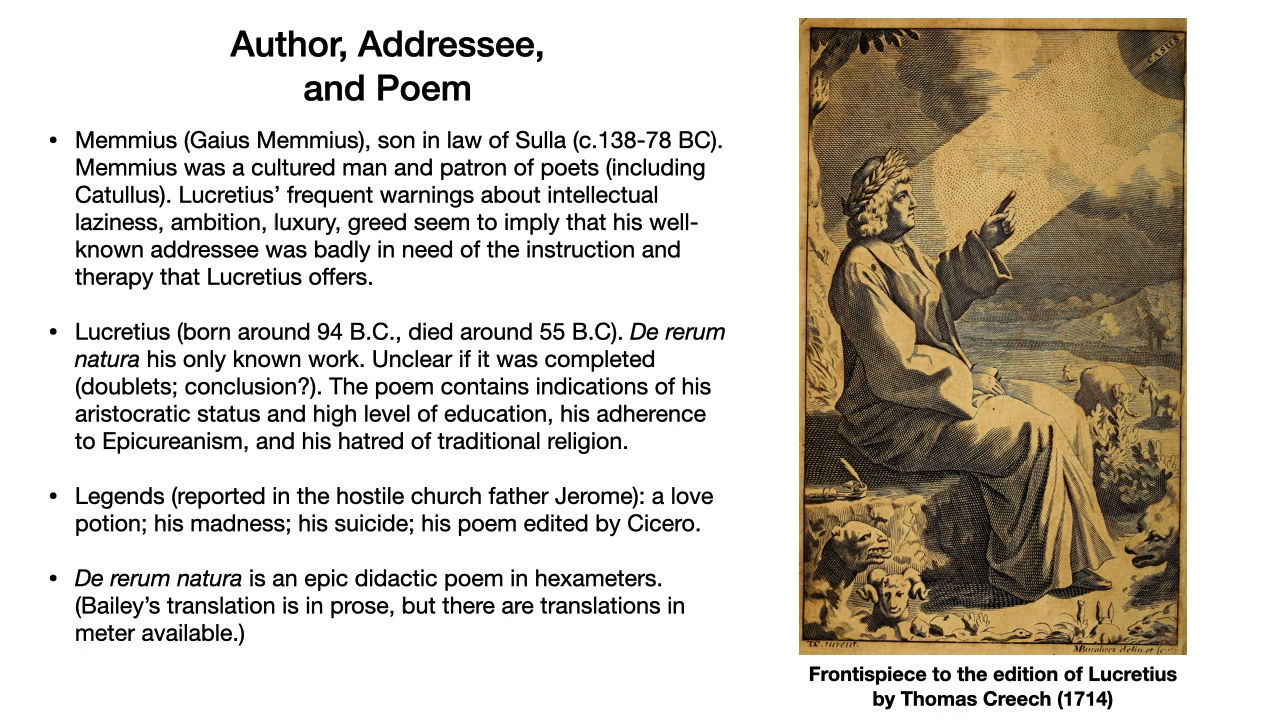 Author, Addressee,
and Poem
• Memmius (Gaius Memmius), son in law of Sulla (c.138-78 BC).
Memmius was a cultured man and patron of poets (including
Catullus). Lucretius’ frequent warnings about intellectual
laziness, ambition, luxury, greed seem to imply that his well-
known addressee was badly in need of the instruction and
therapy that Lucretius offers.
• Lucretius (born around 94 B.C., died around 55 B.C). De rerum
natura his only known work. Unclear if it was completed
(doublets; conclusion?). The poem contains indications of his
aristocratic status and high level of education, his adherence
to Epicureanism, and his hatred of traditional religion.
• Legends (reported in the hostile church father Jerome): a love
potion; his madness; his suicide; his poem edited by Cicero.
• De rerum natura is an epic didactic poem in hexameters.
(Bailey’s translation is in prose, but there are translations in
meter available.)
CASUS
delin et
Frontispiece to the edition of Lucretius
by Thomas Creech (1714)